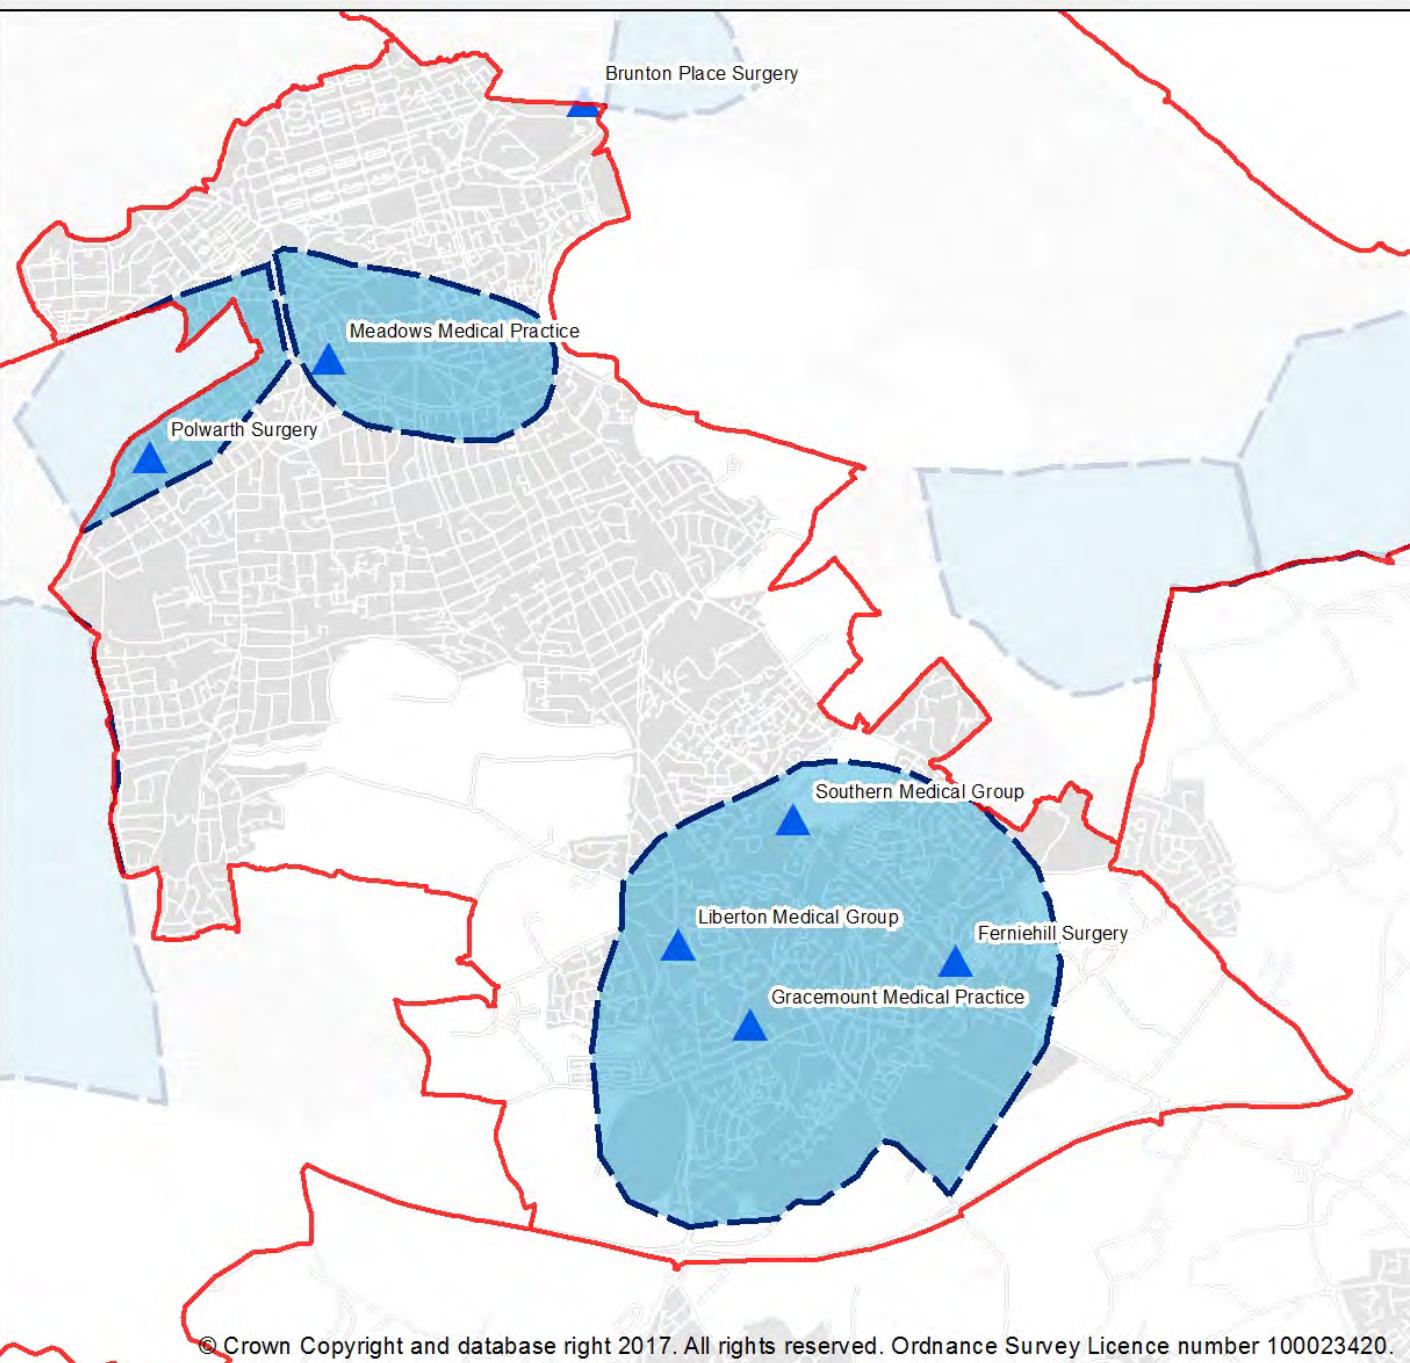 Brunton Place Surgery
Meadows Medical Practice
Polwarth Surgery
Southern Medical Group
Liberton Medical Group
Ferniehill Surgery
Gracemount Medical Practice
© Crown Copyright and database right 2017. All rights reserved. Ordnance Survey Licence number 100023420.